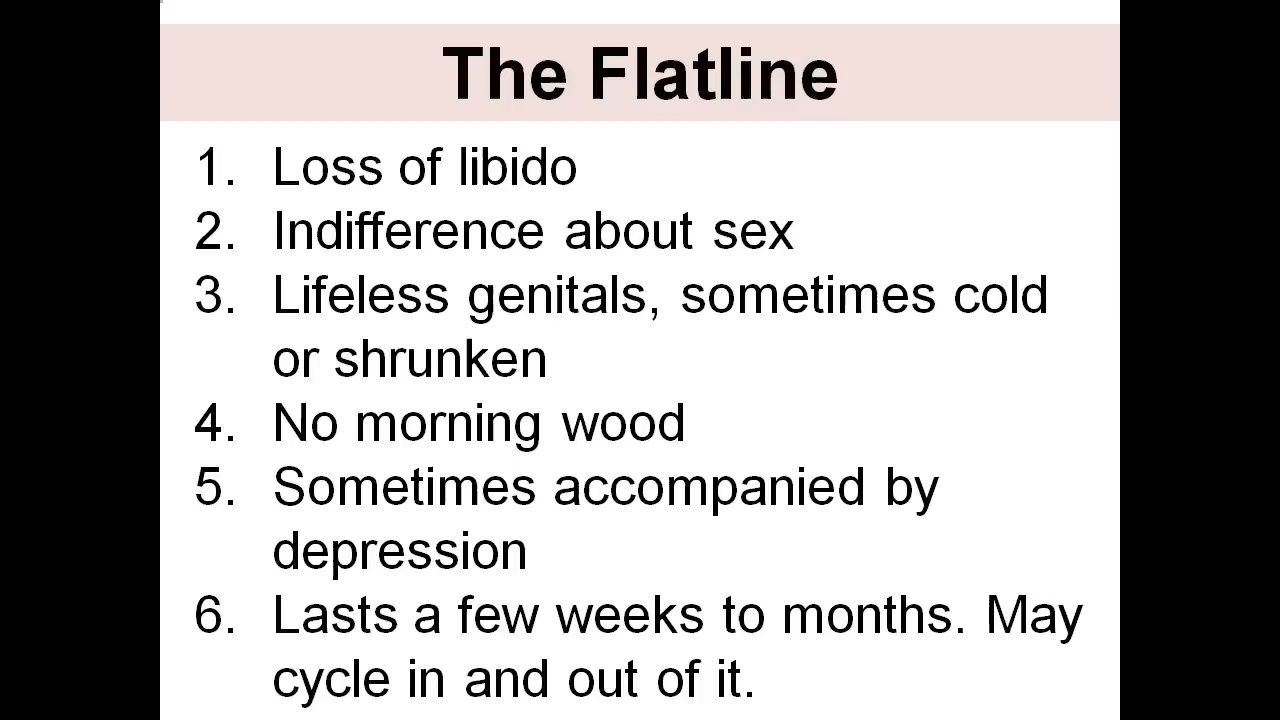 The Flatline
1. Loss of libido
2. Indifference about sex
3. Lifeless genitals, sometimes cold
or shrunken
4. No morning wood
5. Sometimes accompanied by
depression
6. Lasts a few weeks to months. May
cycle in and out of it.